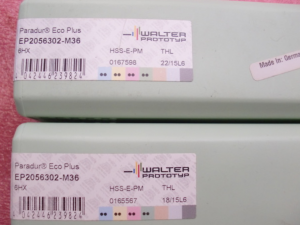 Paradur® Eco Plus
EP2056302-M36
6HX
WALTER
PROTOTYP
HSS-E-PM THL
0167598 22/15L6
Made in: Germ
Paradur® Eco Plus
EP2056302-M36
6HX
WALTER
PROTOTYP
HSS-E-PM THL
0165567 18/15L6